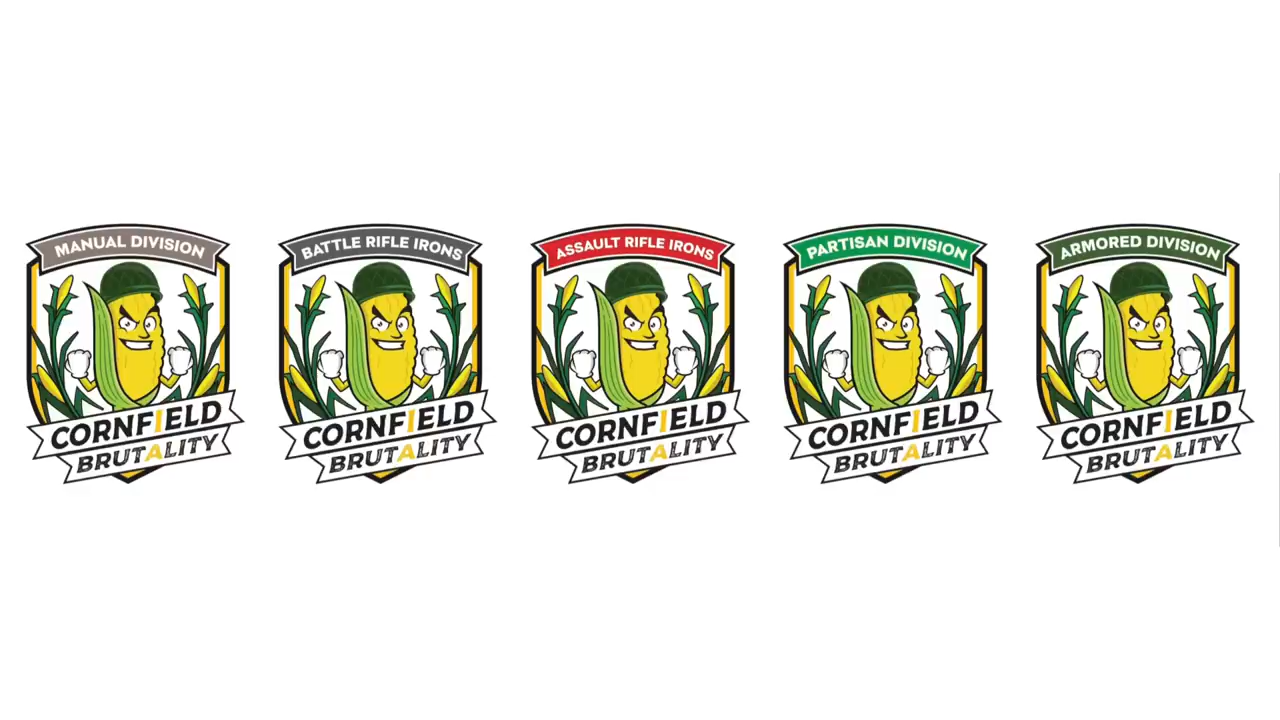 MANUAL DIVISION
CORNFIELD
BRUTALITY
BATTLE RIFLE IRONS
CORNFIELD
BRUTALITY
ASSAULT RIFLE IRONS
CORNFIELD
BRUTALITY
PARTISAN DIVISION
CORNFIELD
BRUTALITY
ARMORED DIVISION
CORNFIELD
BRUTALITY